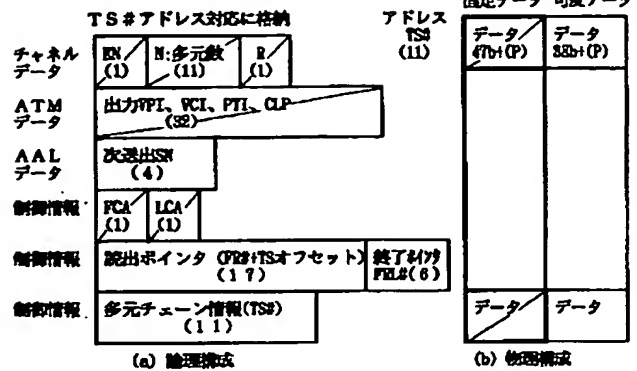 固定データ 可変データ
TS#アドレス対応に格納
アドレス
TS#
(11)
チャネル
データ
EN
(1)
N:多元数
(11)
R
(1)
データ
47bt(P)
データ
38bt(P)
ATM
データ
出力VPI、VCI、PTI、CLP
(32)
AAL
データ
次送出SN
(4)
制御情報
FCA
(1)
LCA
(1)
制御情報
読出ポインタ (FR#+TSオフセット)
(17)
終了ポインタ
FRL#(6)
制御情報
多元チェーン情報(TS#)
(11)
データ
データ
(a) 論理構成
(b) 物理構成